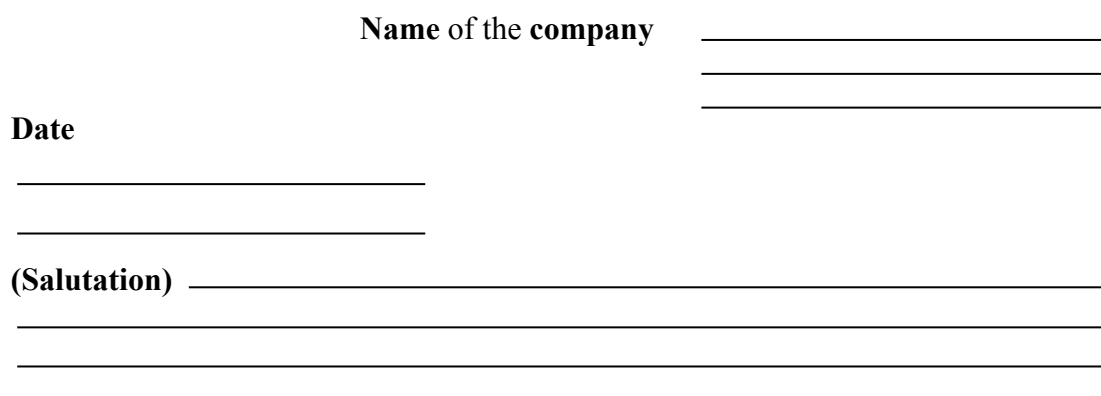 Name of the company
Date
(Salutation)